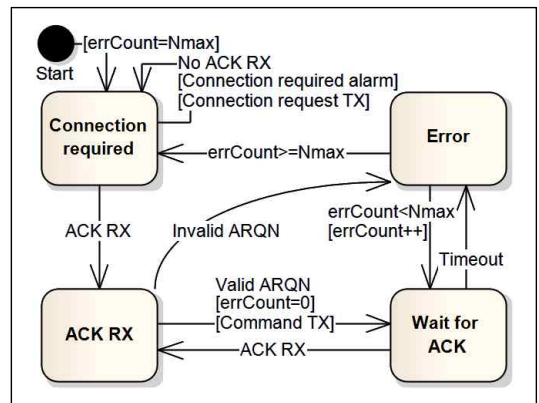 [errCount=Nmax]
Start
No ACK RX
[Connection required alarm]
[Connection request TX]
Connection
required
Error
errCount>=Nmax
ACK RX
Invalid ARQN
errCount<Nmax
[errCount++]
Timeout
Valid ARQN
[errCount=0]
[Command TX]
ACK RX
Wait for
ACK
ACK RX